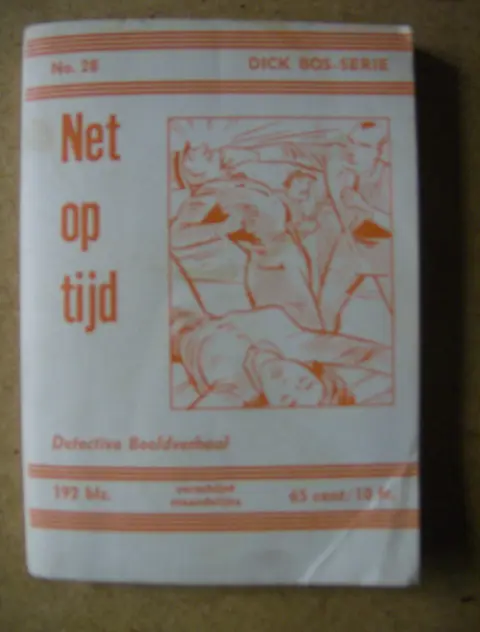 No. 28 DICK BOS-SERIE
Net
op
tijd
Detective Beeldverhaal
192 blz. verschijnt 65 cent/10 fr.
maandelijks